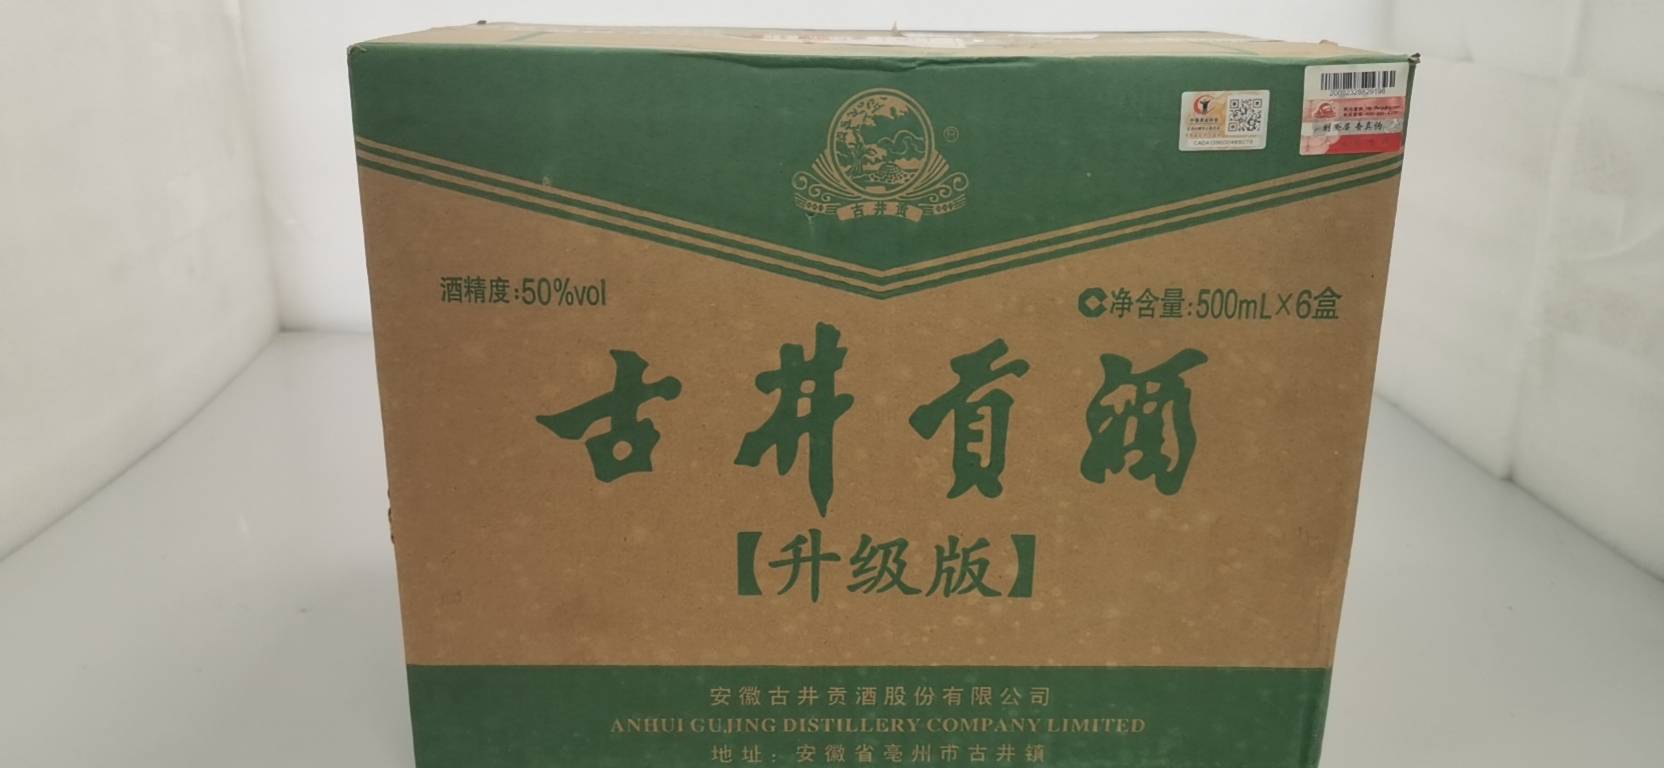 古井贡
®
酒精度:50%vol
净含量:500mL×6盒
古井贡酒
【升级版】
安徽古井贡酒股份有限公司
ANHUI GUJING DISTILLERY COMPANY LIMITED
地址：安徽省亳州市古井镇